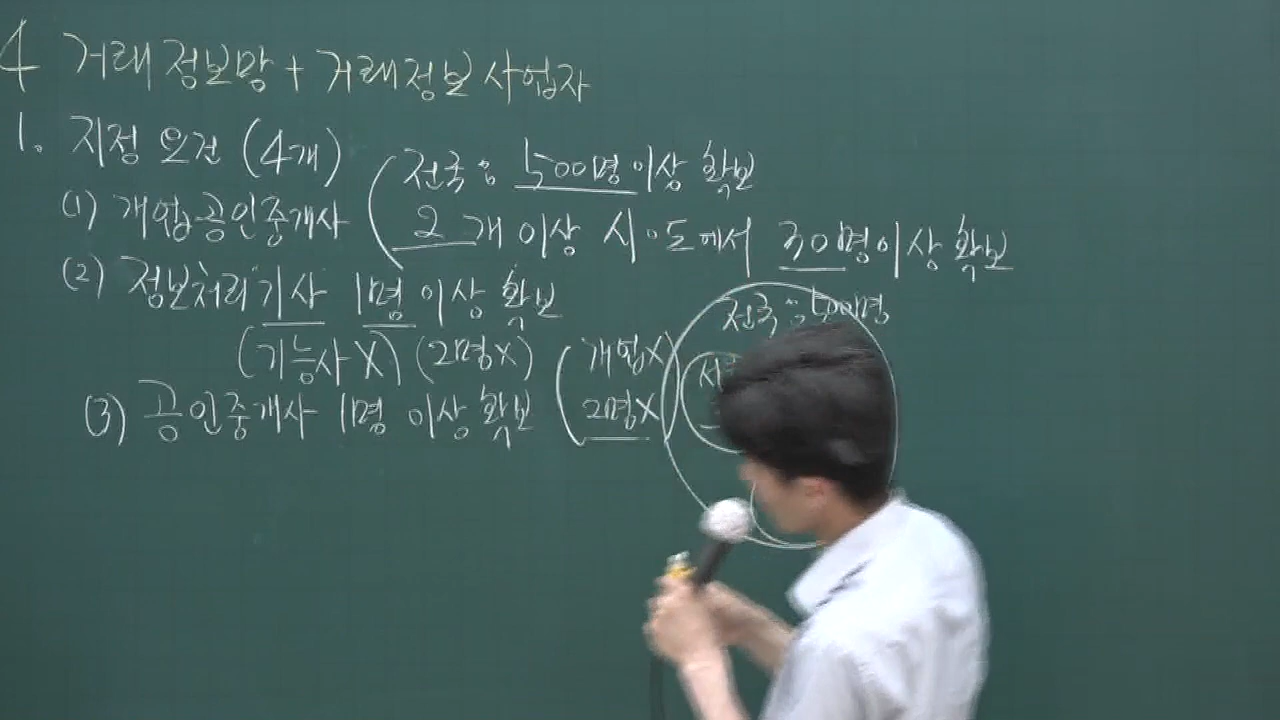 4 거래정보망 + 거래정보사업자
1. 지정요건 (4개)
(1) 개업공인중개사
전국 : 500명이상 확보
2개 이상 시·도에서 30명이상 확보
(2) 정보처리기사 1명 이상 확보
(기능사X) (2명X)
(3) 공인중개사 1명 이상 확보
(개업X)
2명X
전국 : 500명